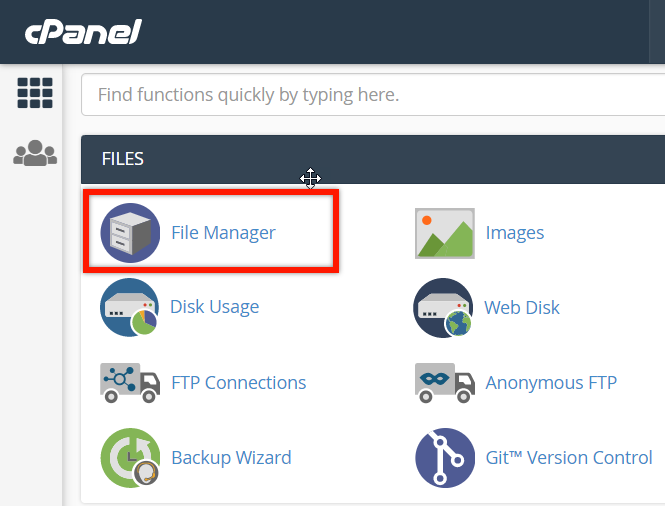 cPanel
Find functions quickly by typing here.
FILES
File Manager
Images
Disk Usage
Web Disk
FTP Connections
Anonymous FTP
Backup Wizard
Git™ Version Control